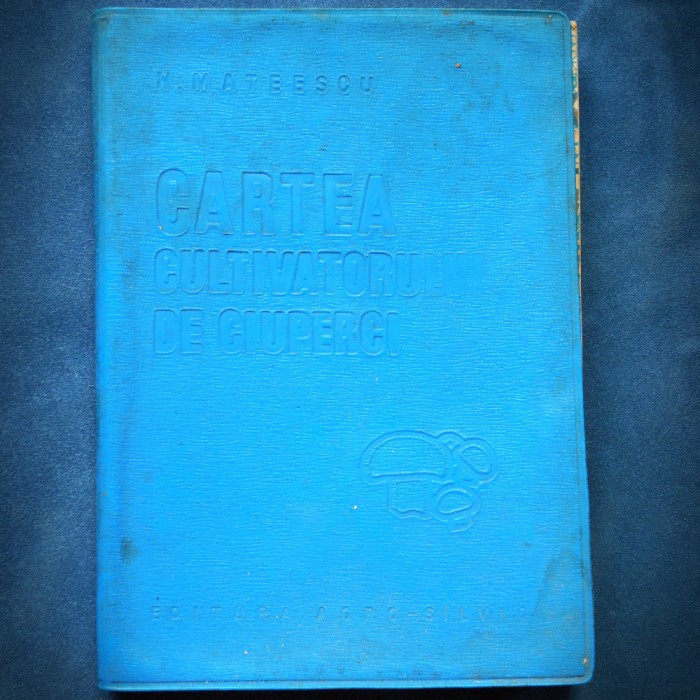 N. MATEESCU
CARTEA
CULTIVATORULUI
DE CIUPERCI
EDITURA AGRO-SILVICĂ